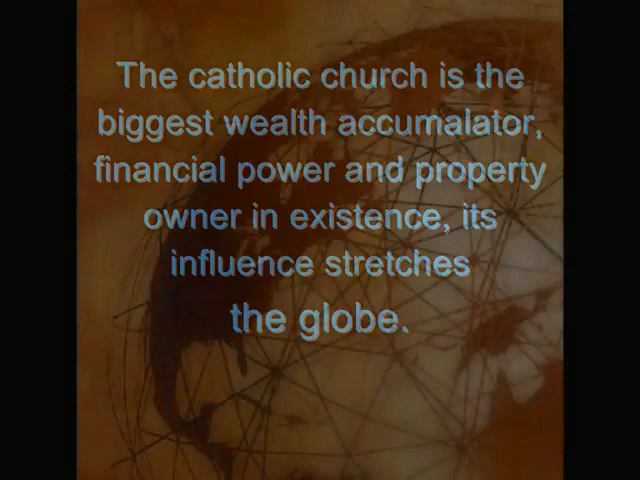 The catholic church is the
biggest wealth accumalator,
financial power and property
owner in existence, its
influence stretches
the globe.